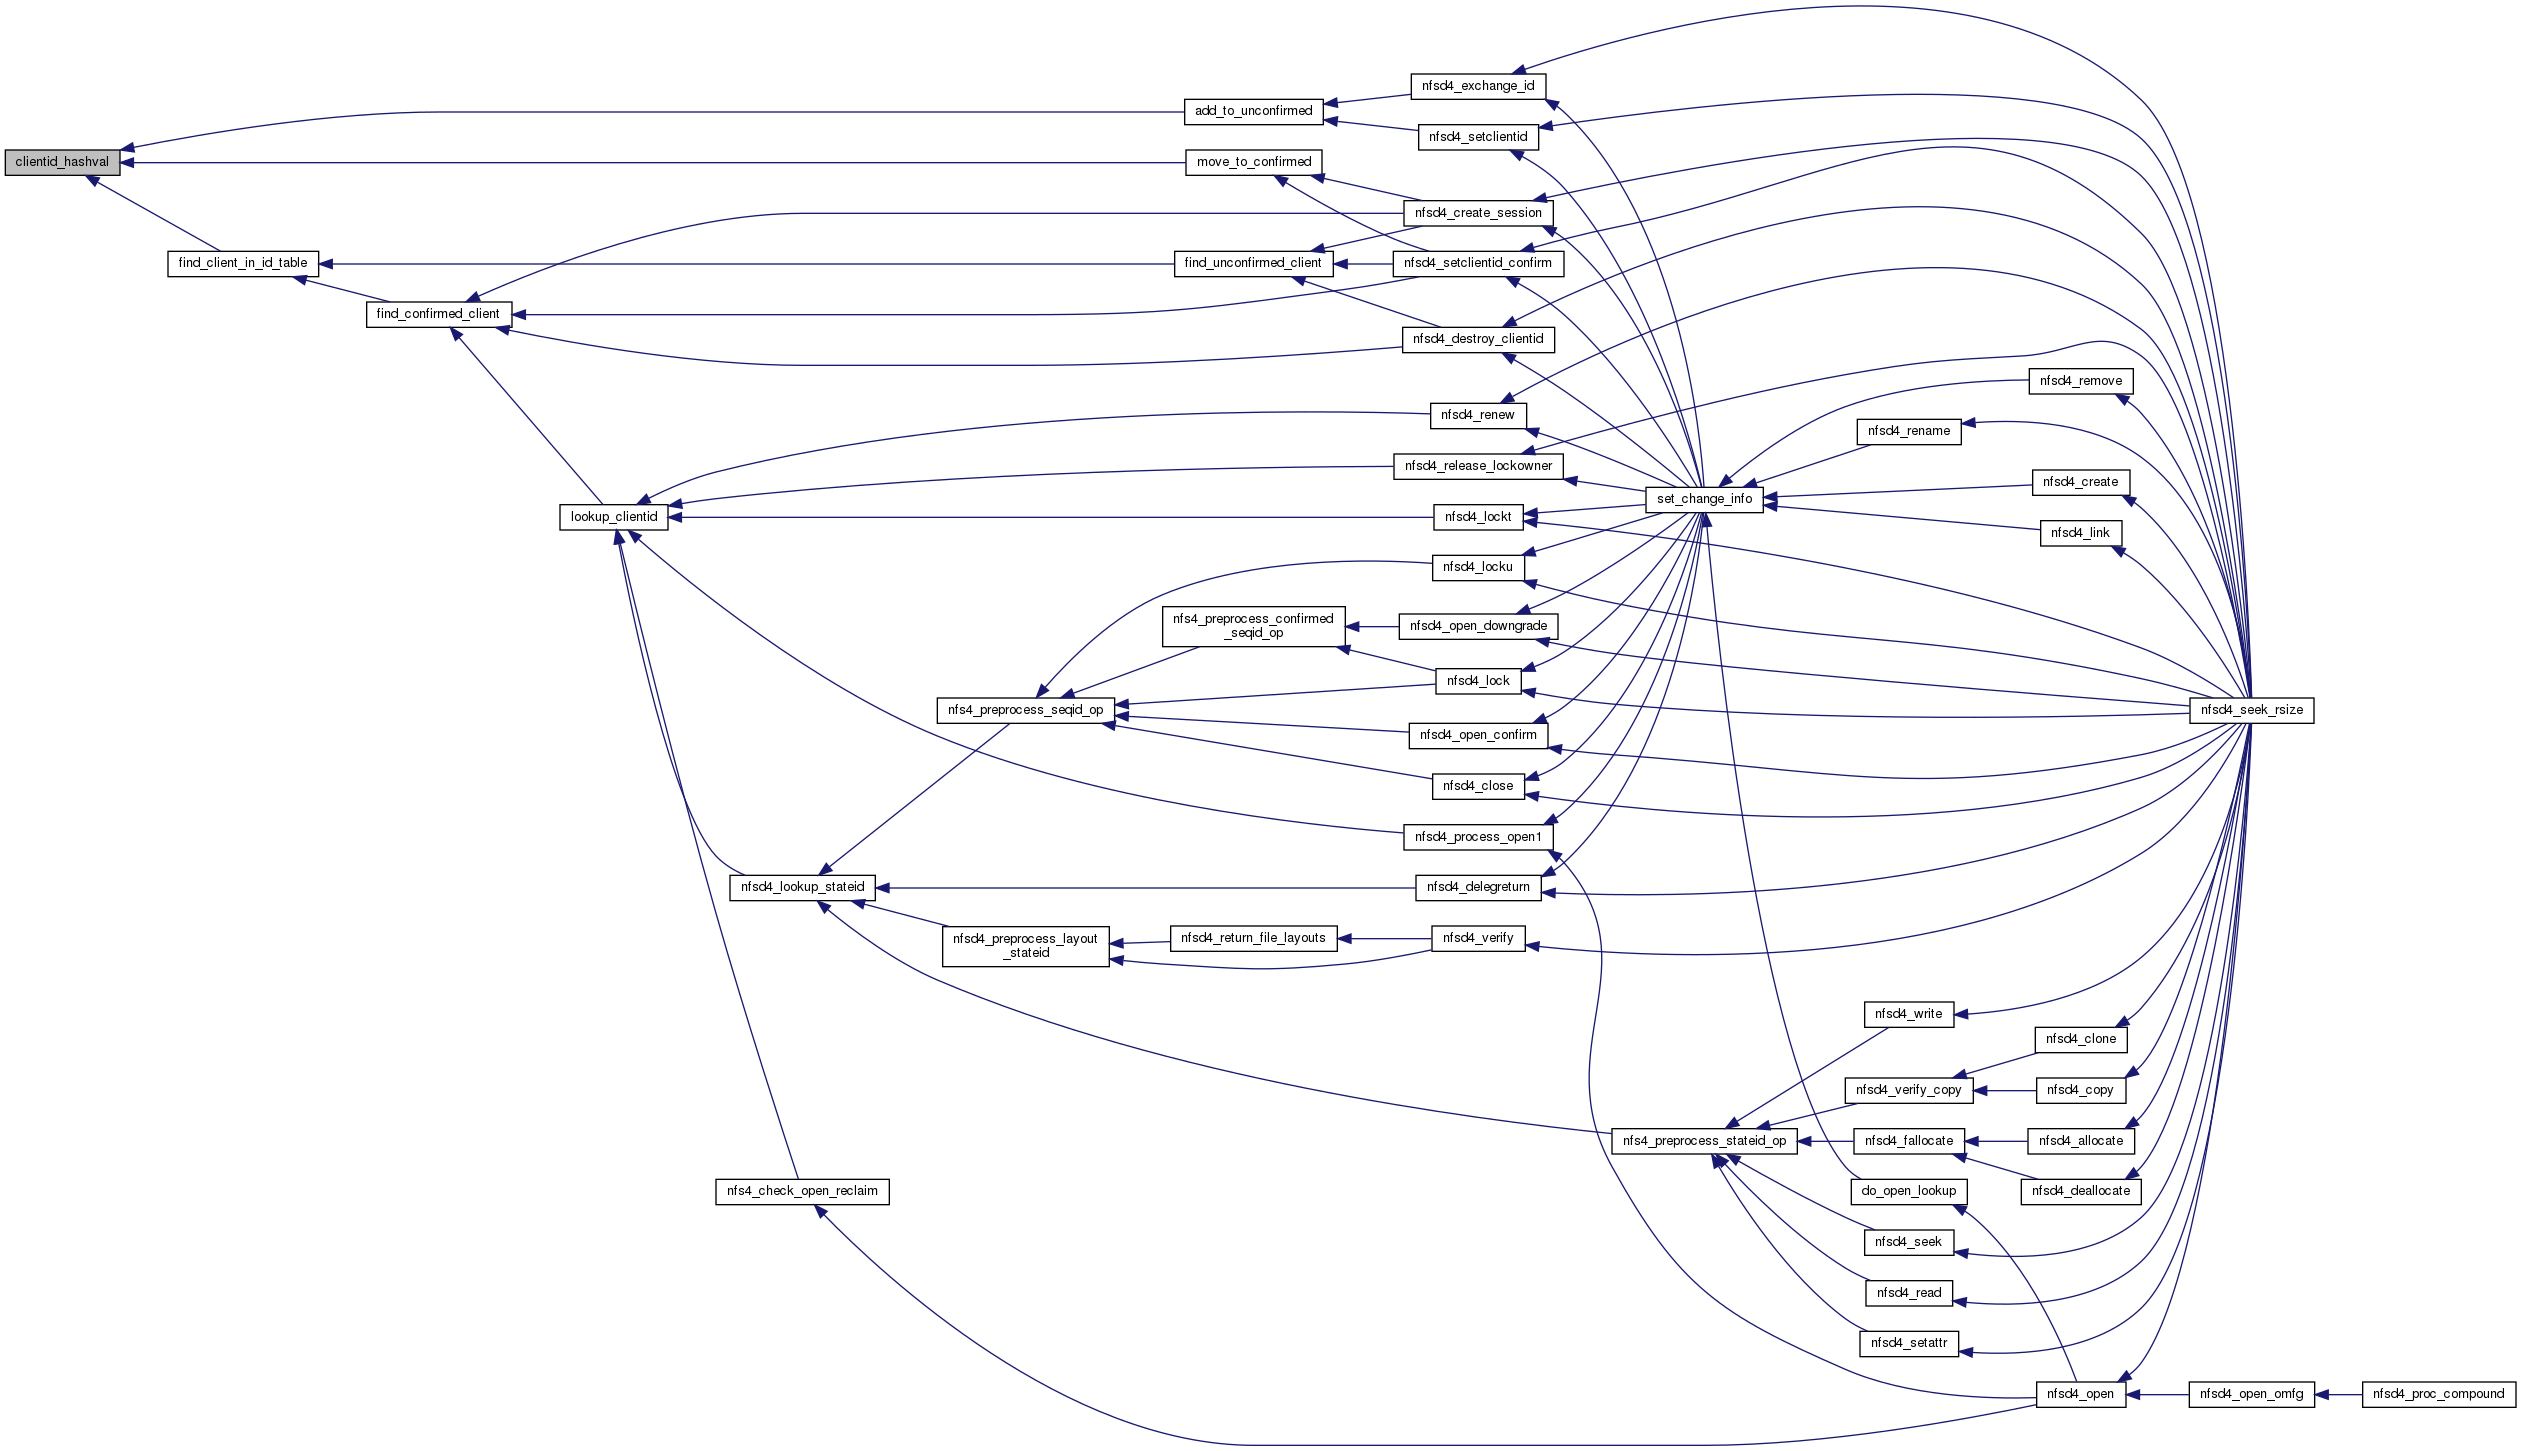 nfsd4_exchange_id
add_to_unconfirmed
nfsd4_setclientid
clientid_hashval
move_to_confirmed
nfsd4_create_session
find_client_in_id_table
find_unconfirmed_client
nfsd4_setclientid_confirm
find_confirmed_client
nfsd4_destroy_clientid
nfsd4_remove
nfsd4_renew
nfsd4_rename
nfsd4_release_lockowner
nfsd4_create
set_change_info
lookup_clientid
nfsd4_lockt
nfsd4_link
nfsd4_locku
nfs4_preprocess_confirmed
_seqid_op
nfsd4_open_downgrade
nfsd4_lock
nfs4_preprocess_seqid_op
nfsd4_seek_rsize
nfsd4_open_confirm
nfsd4_close
nfsd4_process_open1
nfsd4_lookup_stateid
nfsd4_delegreturn
nfsd4_preprocess_layout
_stateid
nfsd4_return_file_layouts
nfsd4_verify
nfsd4_write
nfsd4_clone
nfsd4_verify_copy
nfsd4_copy
nfs4_preprocess_stateid_op
nfsd4_fallocate
nfsd4_allocate
nfs4_check_open_reclaim
do_open_lookup
nfsd4_deallocate
nfsd4_seek
nfsd4_read
nfsd4_setattr
nfsd4_open
nfsd4_open_omfg
nfsd4_proc_compound